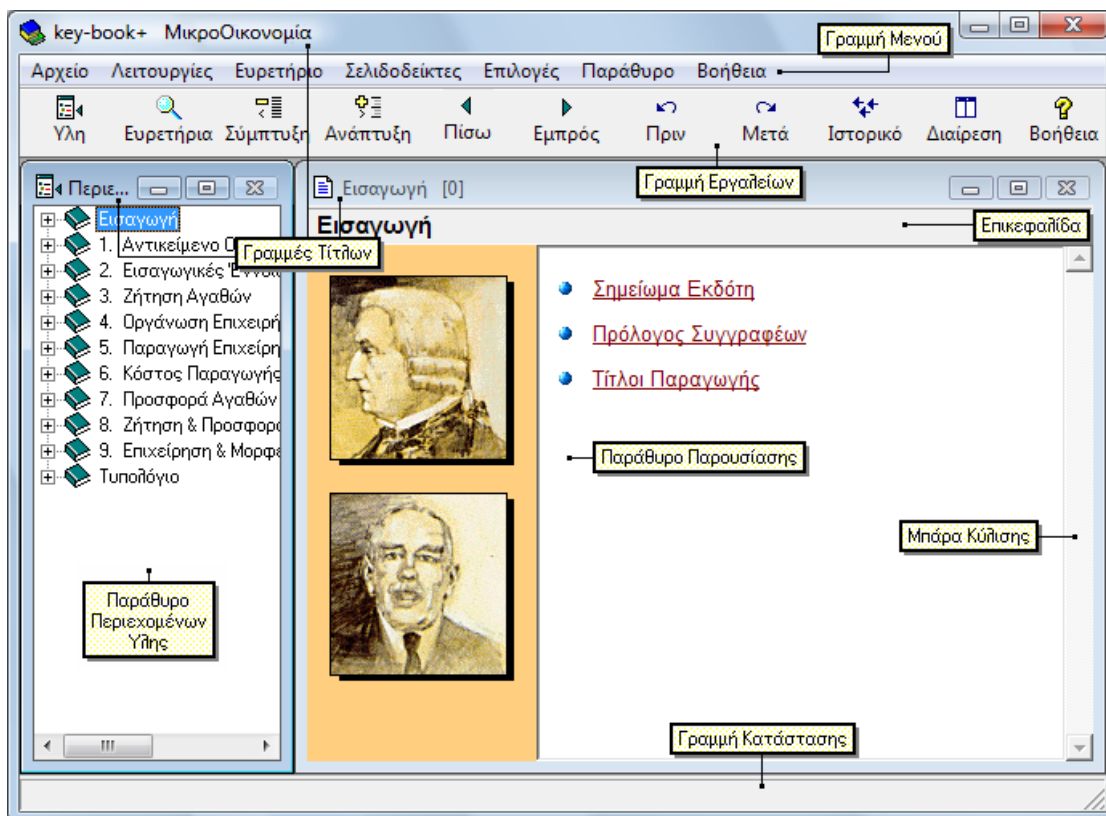 key-book+ ΜικροΟικονομία
Γραμμή Μενού
Αρχείο Λειτουργίες Ευρετήριο Σελιδοδείκτες Επιλογές Παράθυρο Βοήθεια
Ύλη Ευρετήρια Σύμπτυξη Ανάπτυξη Πίσω Εμπρός Πριν Μετά Ιστορικό Διαίρεση Βοήθεια
Γραμμή Εργαλείων
Περιε...
Εισαγωγή [0]
Εισαγωγή
Επικεφαλίδα
Γραμμές Τίτλων
Εισαγωγή
1. Αντικείμενο
2. Εισαγωγικές
3. Ζήτηση Αγαθών
4. Οργάνωση Επιχειρή
5. Παραγωγή Επιχείρη
6. Κόστος Παραγωγής
7. Προσφορά Αγαθών
8. Ζήτηση & Προσφορά
9. Επιχείρηση & Μορφέ
Τυπολόγιο
Παράθυρο
Περιεχομένων
Ύλης
Σημείωμα Εκδότη
Πρόλογος Συγγραφέων
Τίτλοι Παραγωγής
Παράθυρο Παρουσίασης
Μπάρα Κύλισης
Γραμμή Κατάστασης